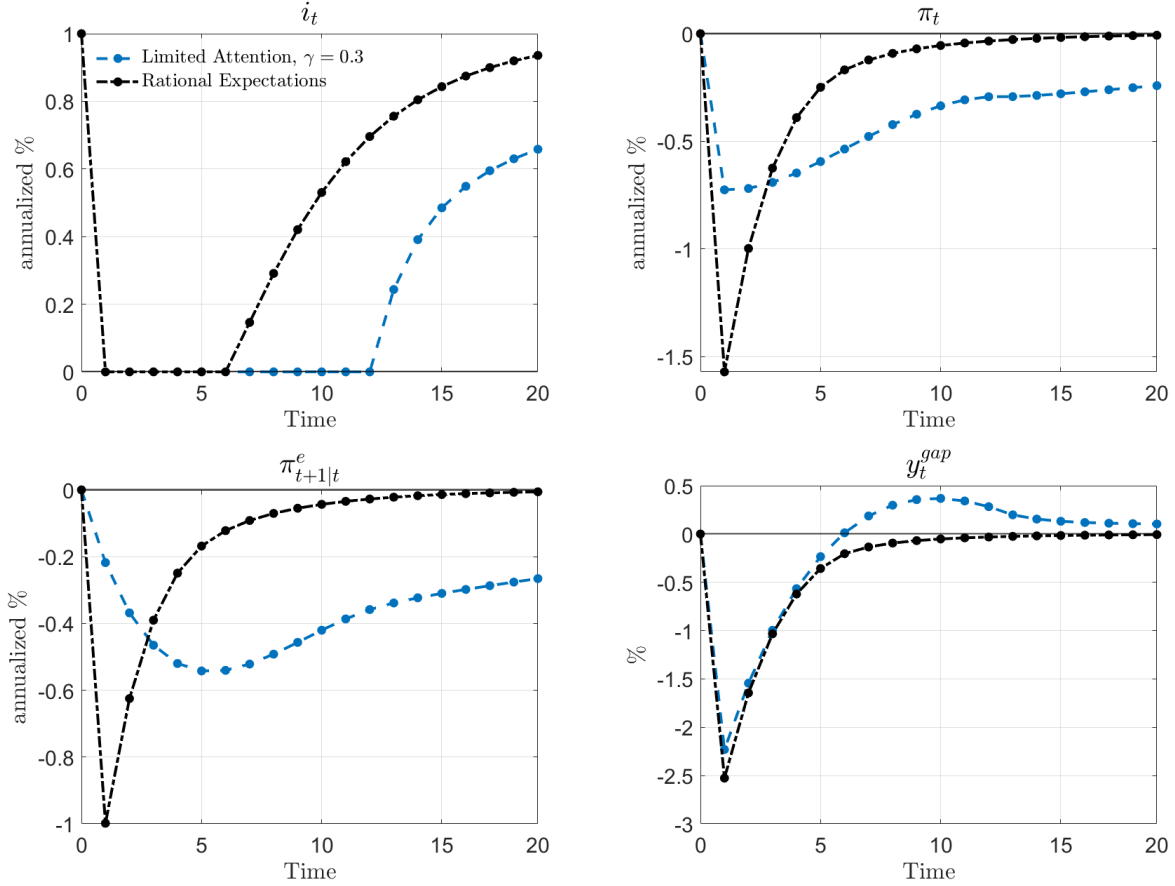 i_t
1
0.8
0.6
0.4
0.2
0
annualized %
Limited Attention, γ = 0.3
Rational Expectations
0 5 10 15 20
Time
π_t
0
-0.5
-1
-1.5
annualized %
0 5 10 15 20
Time
π^e_{t+1|t}
0
-0.2
-0.4
-0.6
-0.8
-1
annualized %
0 5 10 15 20
Time
y_t^{gap}
0.5
0
-0.5
-1
-1.5
-2
-2.5
-3
%
0 5 10 15 20
Time